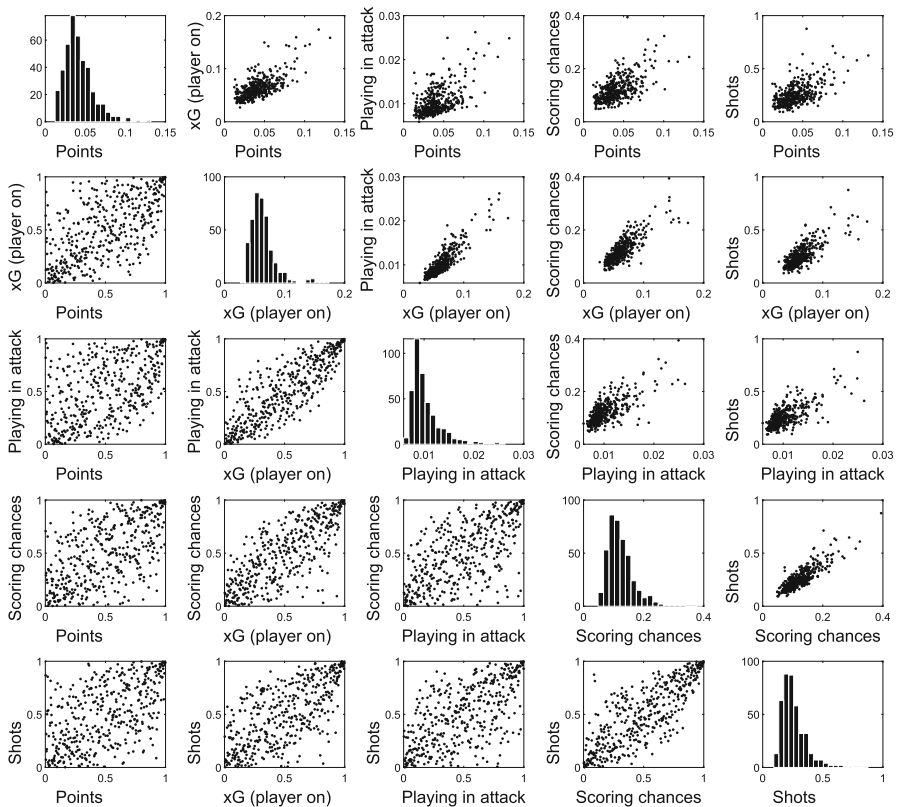 60
40
20
0
0 0.05 0.1 0.15
Points
xG (player on)
0.2
0.1
0
0 0.05 0.1 0.15
Points
Playing in attack
0.03
0.02
0.01
0 0.05 0.1 0.15
Points
Scoring chances
0.4
0.2
0
0 0.05 0.1 0.15
Points
Shots
1
0.5
0
0 0.05 0.1 0.15
Points
xG (player on)
1
0.5
0
0 0.5 1
Points
100
50
0
0 0.1 0.2
xG (player on)
Playing in attack
0.03
0.02
0.01
0 0.1 0.2
xG (player on)
Scoring chances
0.4
0.2
0
0 0.1 0.2
xG (player on)
Shots
1
0.5
0
0 0.1 0.2
xG (player on)
Playing in attack
1
0.5
0
0 0.5 1
Points
Playing in attack
1
0.5
0
0 0.5 1
xG (player on)
100
50
0
0.01 0.02 0.03
Playing in attack
Scoring chances
0.4
0.2
0
0.01 0.02 0.03
Playing in attack
Shots
1
0.5
0
0.01 0.02 0.03
Playing in attack
Scoring chances
1
0.5
0
0 0.5 1
Points
Scoring chances
1
0.5
0
0 0.5 1
xG (player on)
Scoring chances
1
0.5
0
0 0.5 1
Playing in attack
100
50
0
0 0.2 0.4
Scoring chances
Shots
1
0.5
0
0 0.2 0.4
Scoring chances
Shots
1
0.5
0
0 0.5 1
Points
Shots
1
0.5
0
0 0.5 1
xG (player on)
Shots
1
0.5
0
0 0.5 1
Playing in attack
Shots
1
0.5
0
0 0.5 1
Scoring chances
100
50
0
0 0.5 1
Shots